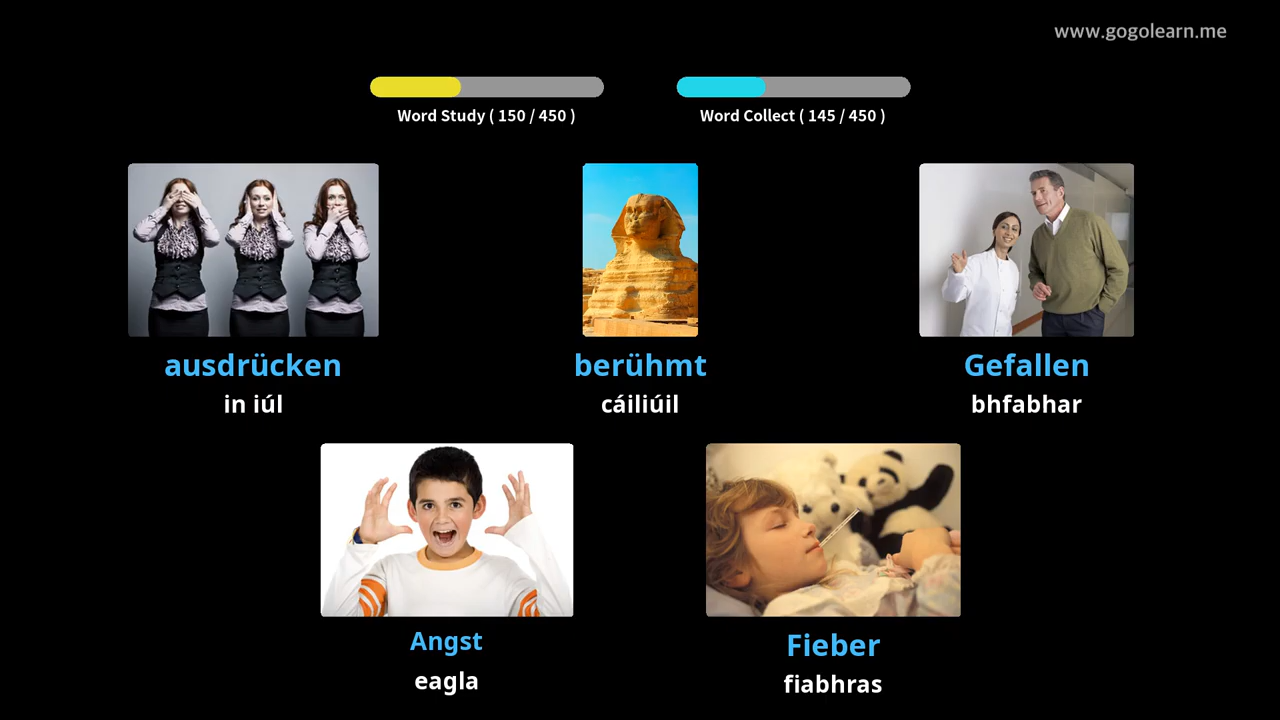 www.gogolearn.me
Word Study ( 150 / 450 )
Word Collect ( 145 / 450 )
ausdrücken
in iúl
berühmt
cáiliúil
Gefallen
bhfabhar
Angst
eagla
Fieber
fiabhras